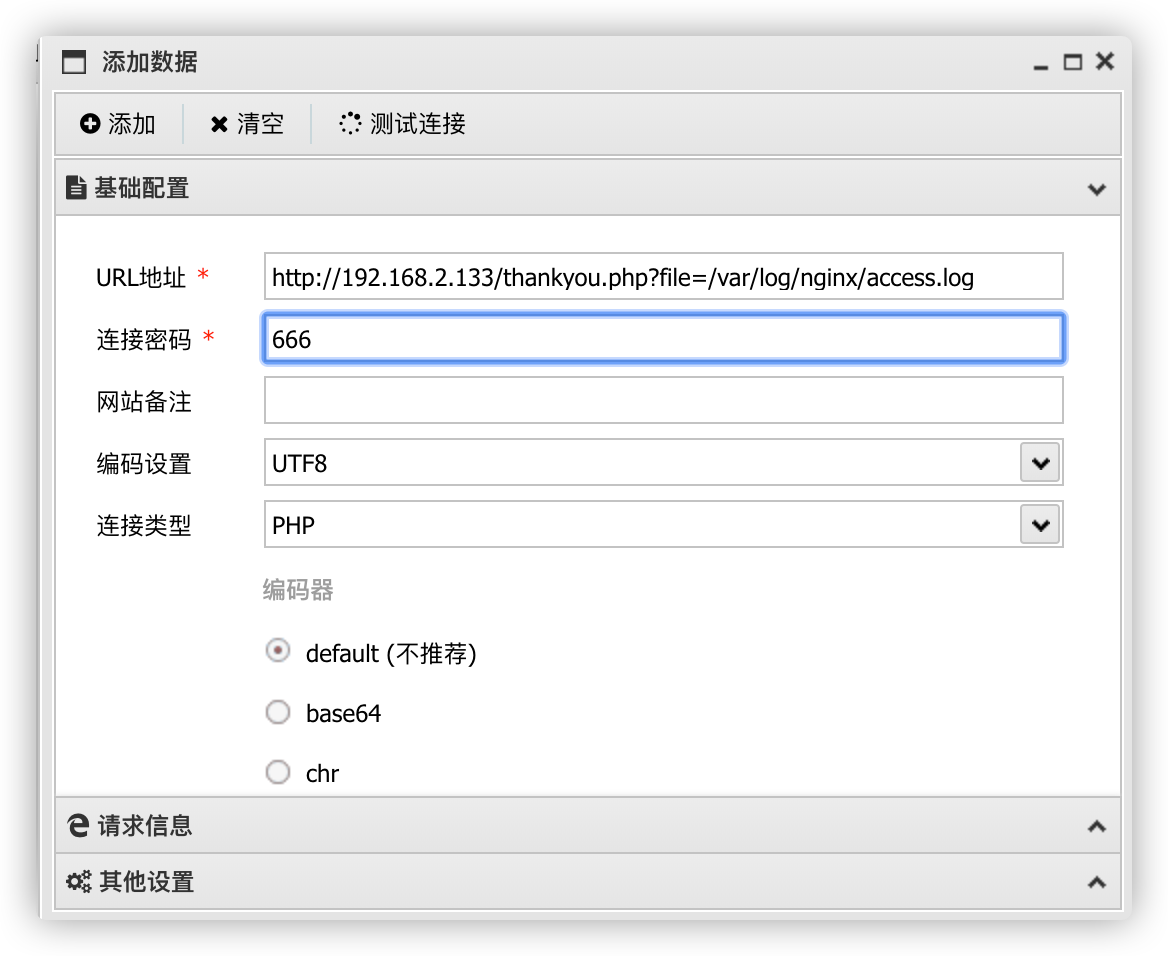 添加数据
添加 清空 测试连接
基础配置
URL地址 * http://192.168.2.133/thankyou.php?file=/var/log/nginx/access.log
连接密码 * 666
网站备注
编码设置 UTF8
连接类型 PHP
编码器
default (不推荐)
base64
chr
请求信息
其他设置